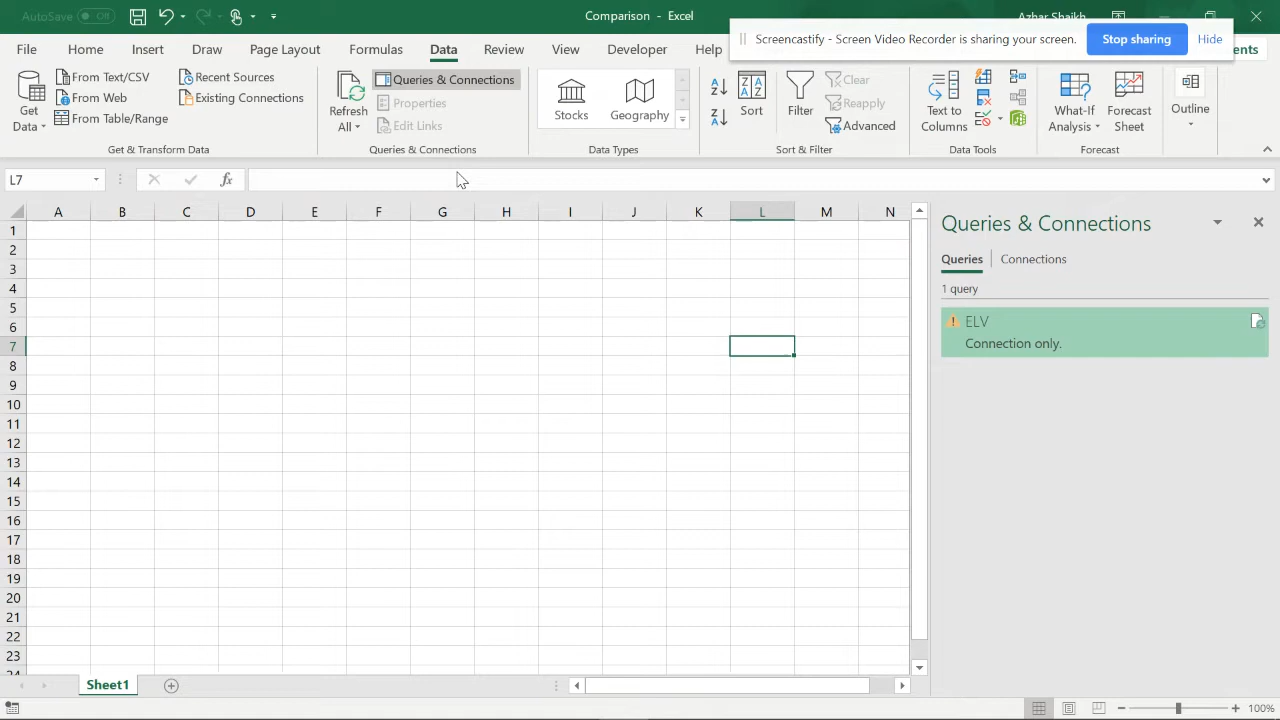 AutoSave Off
Comparison - Excel
Azhar Shaikh
Screencastify - Screen Video Recorder is sharing your screen.
Stop sharing
Hide
File Home Insert Draw Page Layout Formulas Data Review View Developer Help
From Text/CSV
From Web
From Table/Range
Get
Data
Recent Sources
Existing Connections
Get & Transform Data
Refresh
All
Queries & Connections
Properties
Edit Links
Queries & Connections
Stocks
Geography
Data Types
Sort
Filter
Clear
Reapply
Advanced
Sort & Filter
Text to
Columns
Data Tools
What-If
Analysis
Forecast
Sheet
Forecast
Outline
L7
fx
A B C D E F G H I J K L M N
1
2
3
4
5
6
7
8
9
10
11
12
13
14
15
16
17
18
19
20
21
22
23
Queries & Connections
Queries
Connections
1 query
ELV
Connection only.
Sheet1
100%